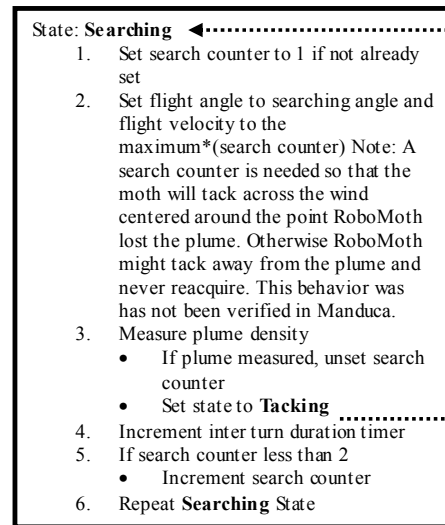 State: Searching
1. Set search counter to 1 if not already
set
2. Set flight angle to searching angle and
flight velocity to the
maximum*(search counter) Note: A
search counter is needed so that the
moth will tack across the wind
centered around the point RoboMoth
lost the plume. Otherwise RoboMoth
might tack away from the plume and
never reacquire. This behavior was
has not been verified in Manduca.
3. Measure plume density
• If plume measured, unset search
counter
• Set state to Tacking
4. Increment inter turn duration timer
5. If search counter less than 2
• Increment search counter
6. Repeat Searching State